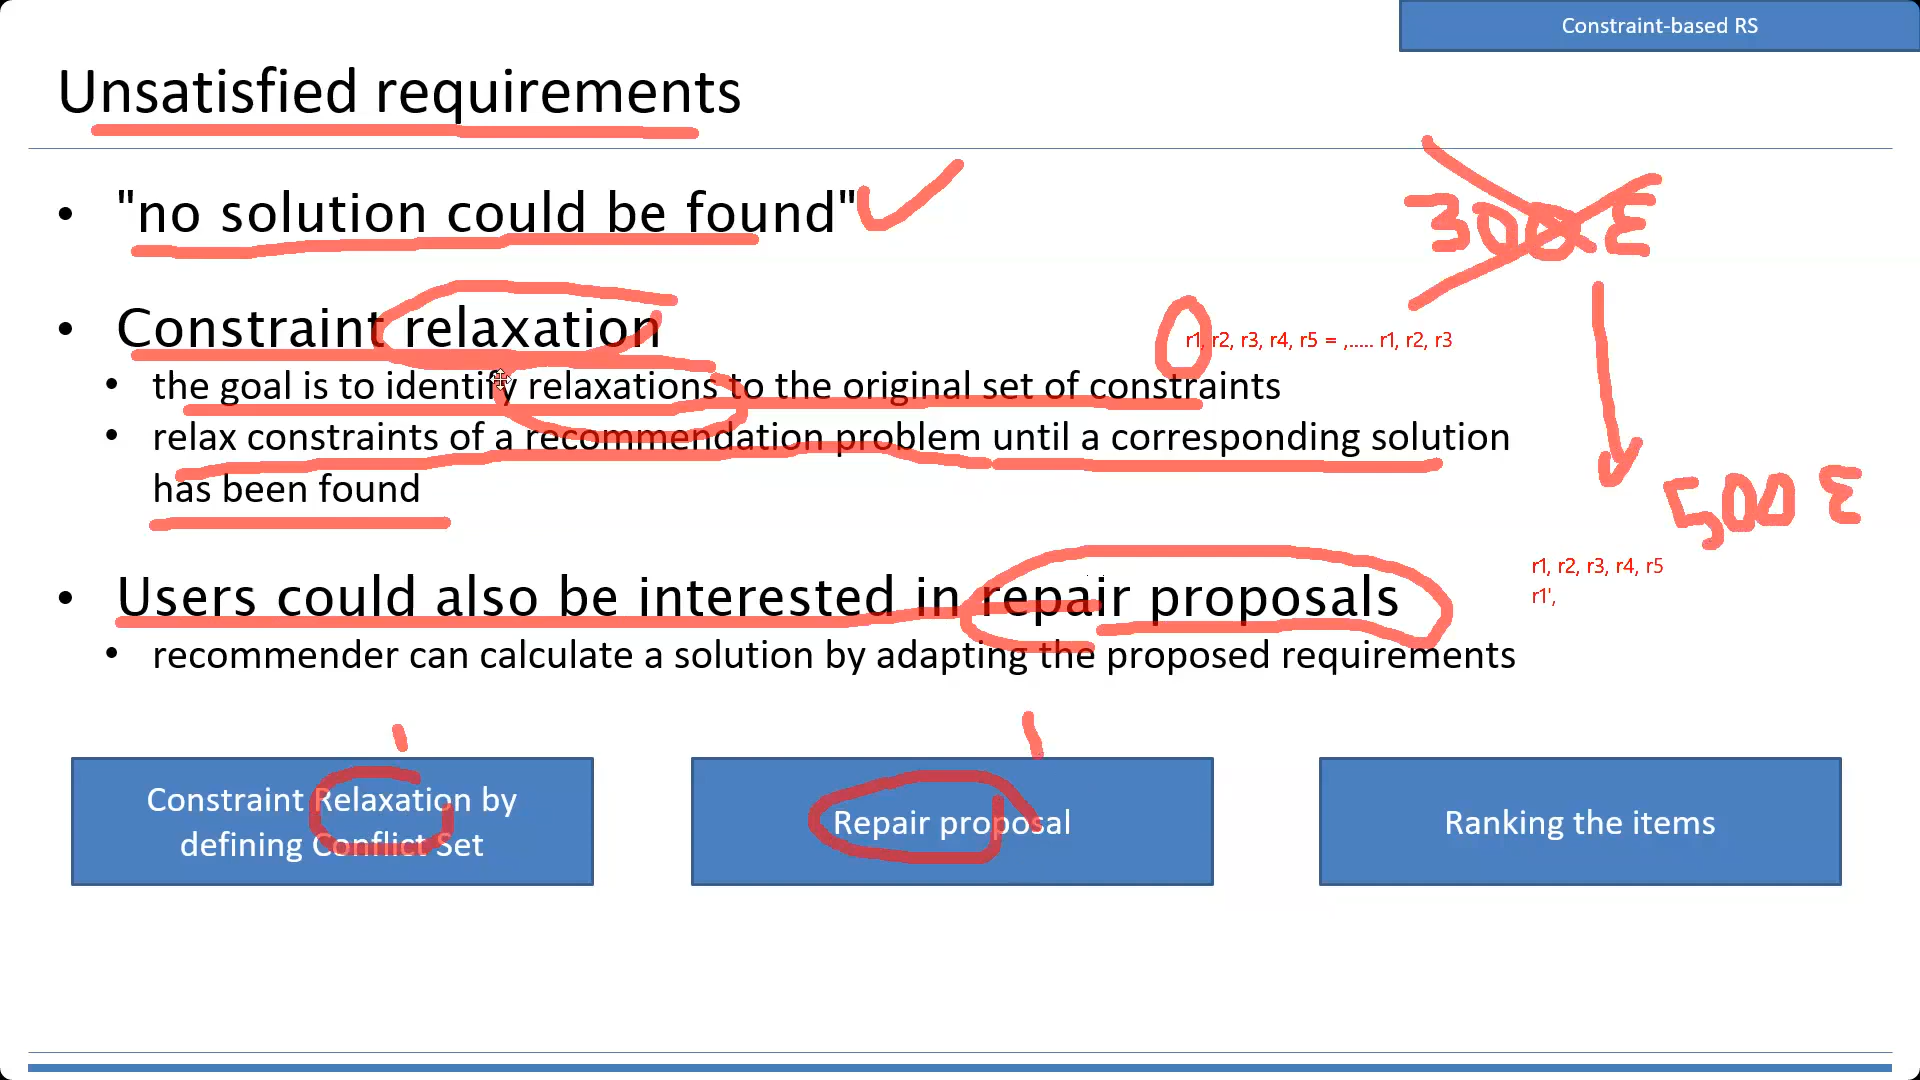 Constraint-based RS
Unsatisfied requirements
• "no solution could be found"
300 €
• Constraint relaxation
r1, r2, r3, r4, r5 = ,..... r1, r2, r3
• the goal is to identify relaxations to the original set of constraints
• relax constraints of a recommendation problem until a corresponding solution
has been found
500 €
r1, r2, r3, r4, r5
r1',
• Users could also be interested in repair proposals
• recommender can calculate a solution by adapting the proposed requirements
Constraint Relaxation by
defining Conflict Set
Repair proposal
Ranking the items